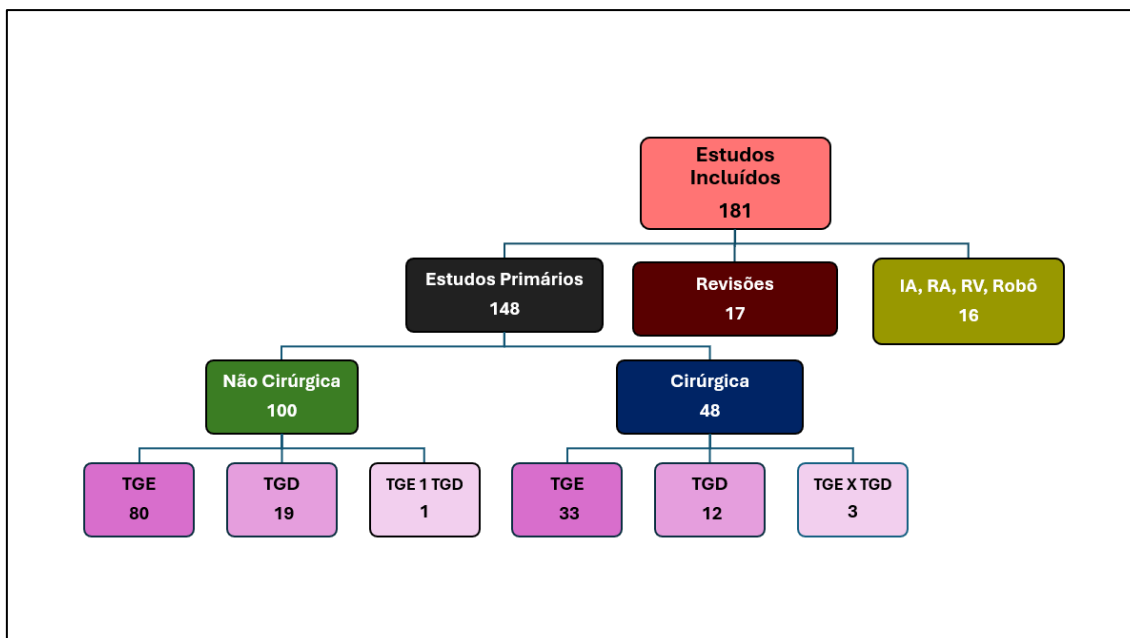 Estudos
Incluídos
181
Estudos Primários
148
Revisões
17
IA, RA, RV, Robô
16
Não Cirúrgica
100
Cirúrgica
48
TGE
80
TGD
19
TGE 1 TGD
1
TGE
33
TGD
12
TGE X TGD
3